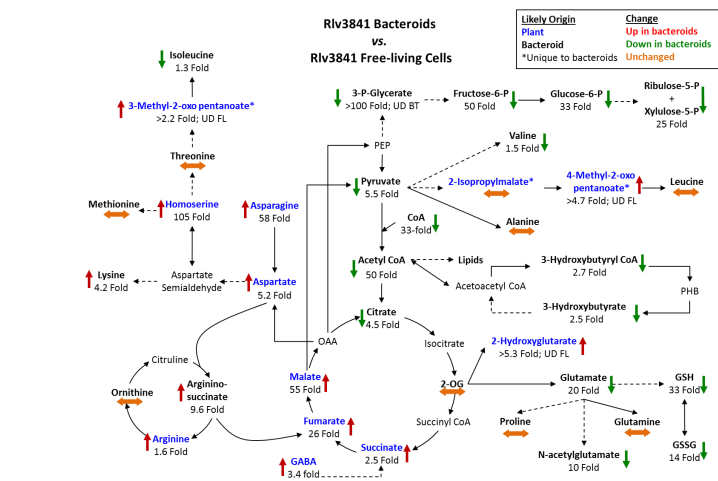 Rlv3841 Bacteroids
vs.
Rlv3841 Free-living Cells
Likely Origin
Plant
Bacteroid
*Unique to bacteroids
Change
Up in bacteroids
Down in bacteroids
Unchanged
Isoleucine
1.3 Fold
3-Methyl-2-oxo pentanoate*
>2.2 Fold; UD FL
Threonine
Methionine
Homoserine
105 Fold
Asparagine
58 Fold
Lysine
4.2 Fold
Aspartate
Semialdehyde
Aspartate
5.2 Fold
3-P-Glycerate
>100 Fold; UD BT
Fructose-6-P
50 Fold
Glucose-6-P
33 Fold
Ribulose-5-P
+
Xylulose-5-P
25 Fold
PEP
Valine
1.5 Fold
Pyruvate
5.5 Fold
2-Isopropylmalate*
4-Methyl-2-oxo
pentanoate*
>4.7 Fold; UD FL
Leucine
CoA
33-fold
Alanine
Acetyl CoA
50 Fold
Lipids
Acetoacetyl CoA
3-Hydroxybutyryl CoA
2.7 Fold
PHB
3-Hydroxybutyrate
2.5 Fold
Citrate
4.5 Fold
OAA
Isocitrate
2-Hydroxyglutarate
>5.3 Fold; UD FL
Citrulline
Ornithine
Arginino-
succinate
9.6 Fold
Arginine
1.6 Fold
Malate
55 Fold
Fumarate
26 Fold
Succinate
2.5 Fold
GABA
3.4 fold
2-OG
Succinyl CoA
Glutamate
20 Fold
GSH
33 Fold
Proline
Glutamine
N-acetylglutamate
10 Fold
GSSG
14 Fold